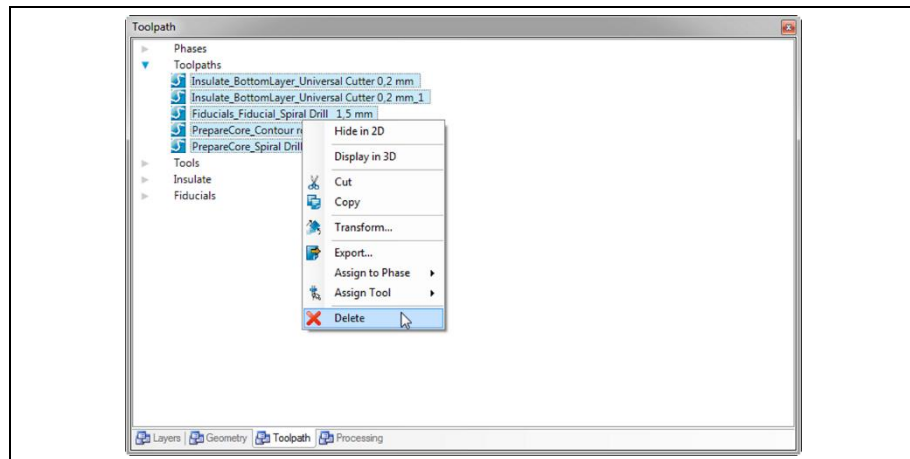 Toolpath
Phases
Toolpaths
Insulate_BottomLayer_Universal Cutter 0,2 mm
Insulate_BottomLayer_Universal Cutter 0,2 mm_1
Fiducials_Fiducial_Spiral Drill 1,5 mm
PrepareCore_Contour
PrepareCore_Spiral Drill
Tools
Insulate
Fiducials
Hide in 2D
Display in 3D
Cut
Copy
Transform...
Export...
Assign to Phase
Assign Tool
Delete
Layers Geometry Toolpath Processing